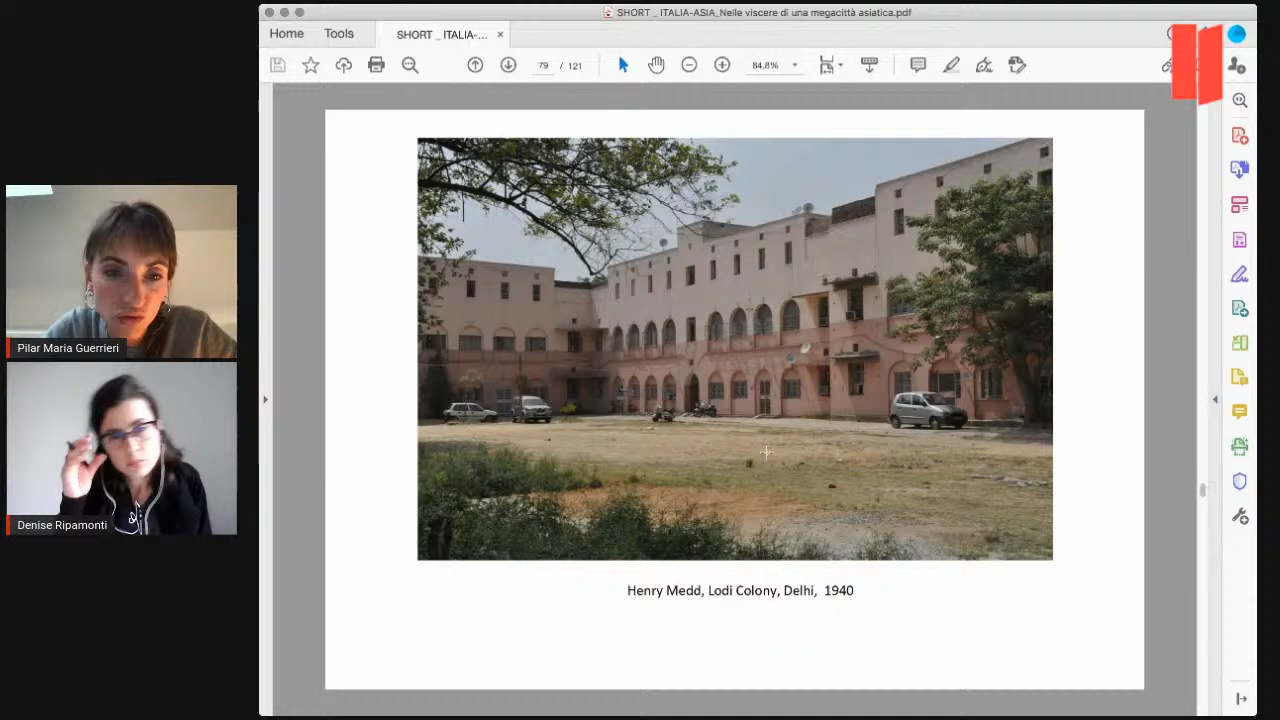 SHORT _ ITALIA-ASIA_Nelle viscere di una megacittà asiatica.pdf
Home
Tools
SHORT _ ITALIA-...
×
79 / 121
84,8%
Pilar Maria Guerrieri
Denise Ripamonti
Henry Medd, Lodi Colony, Delhi, 1940